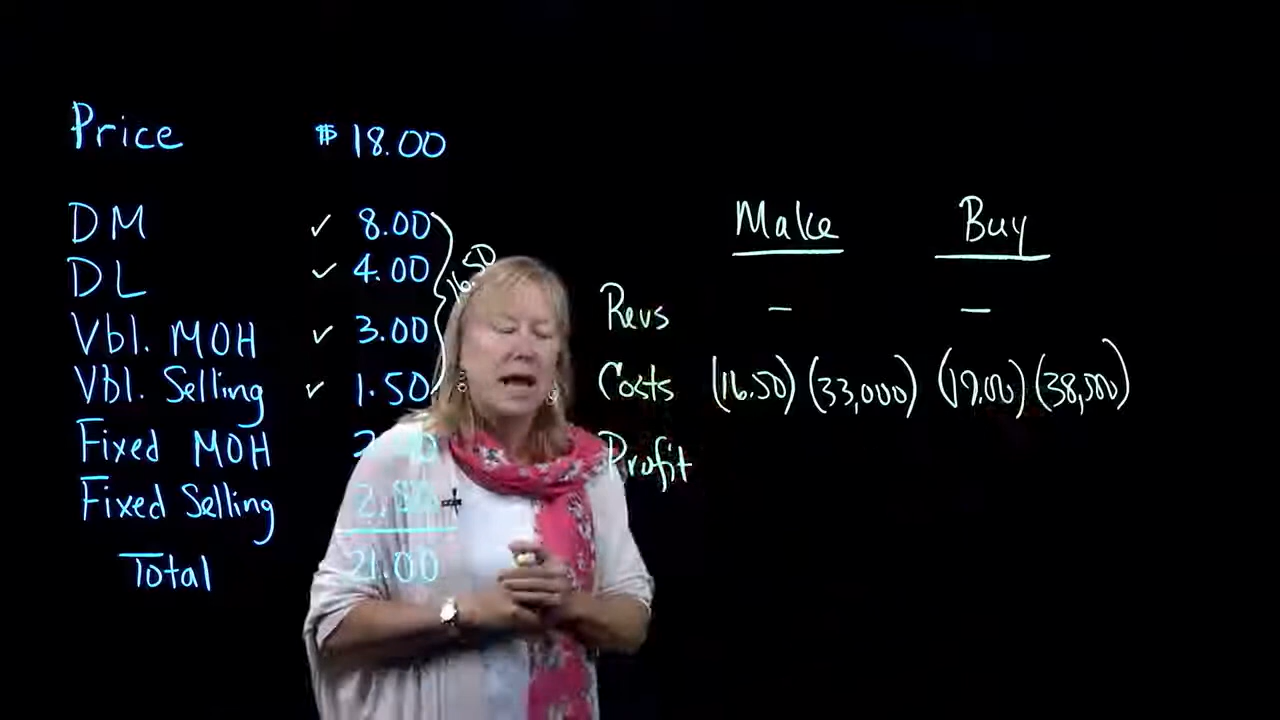 Price $18.00
DM ✓ 8.00
DL ✓ 4.00
Vbl. MOH ✓ 3.00
Vbl. Selling ✓ 1.50
Fixed MOH
Fixed Selling
Total 21.00
Make Buy
Revs – –
Costs (16.50) (33,000) (19.00) (38,000)
Profit